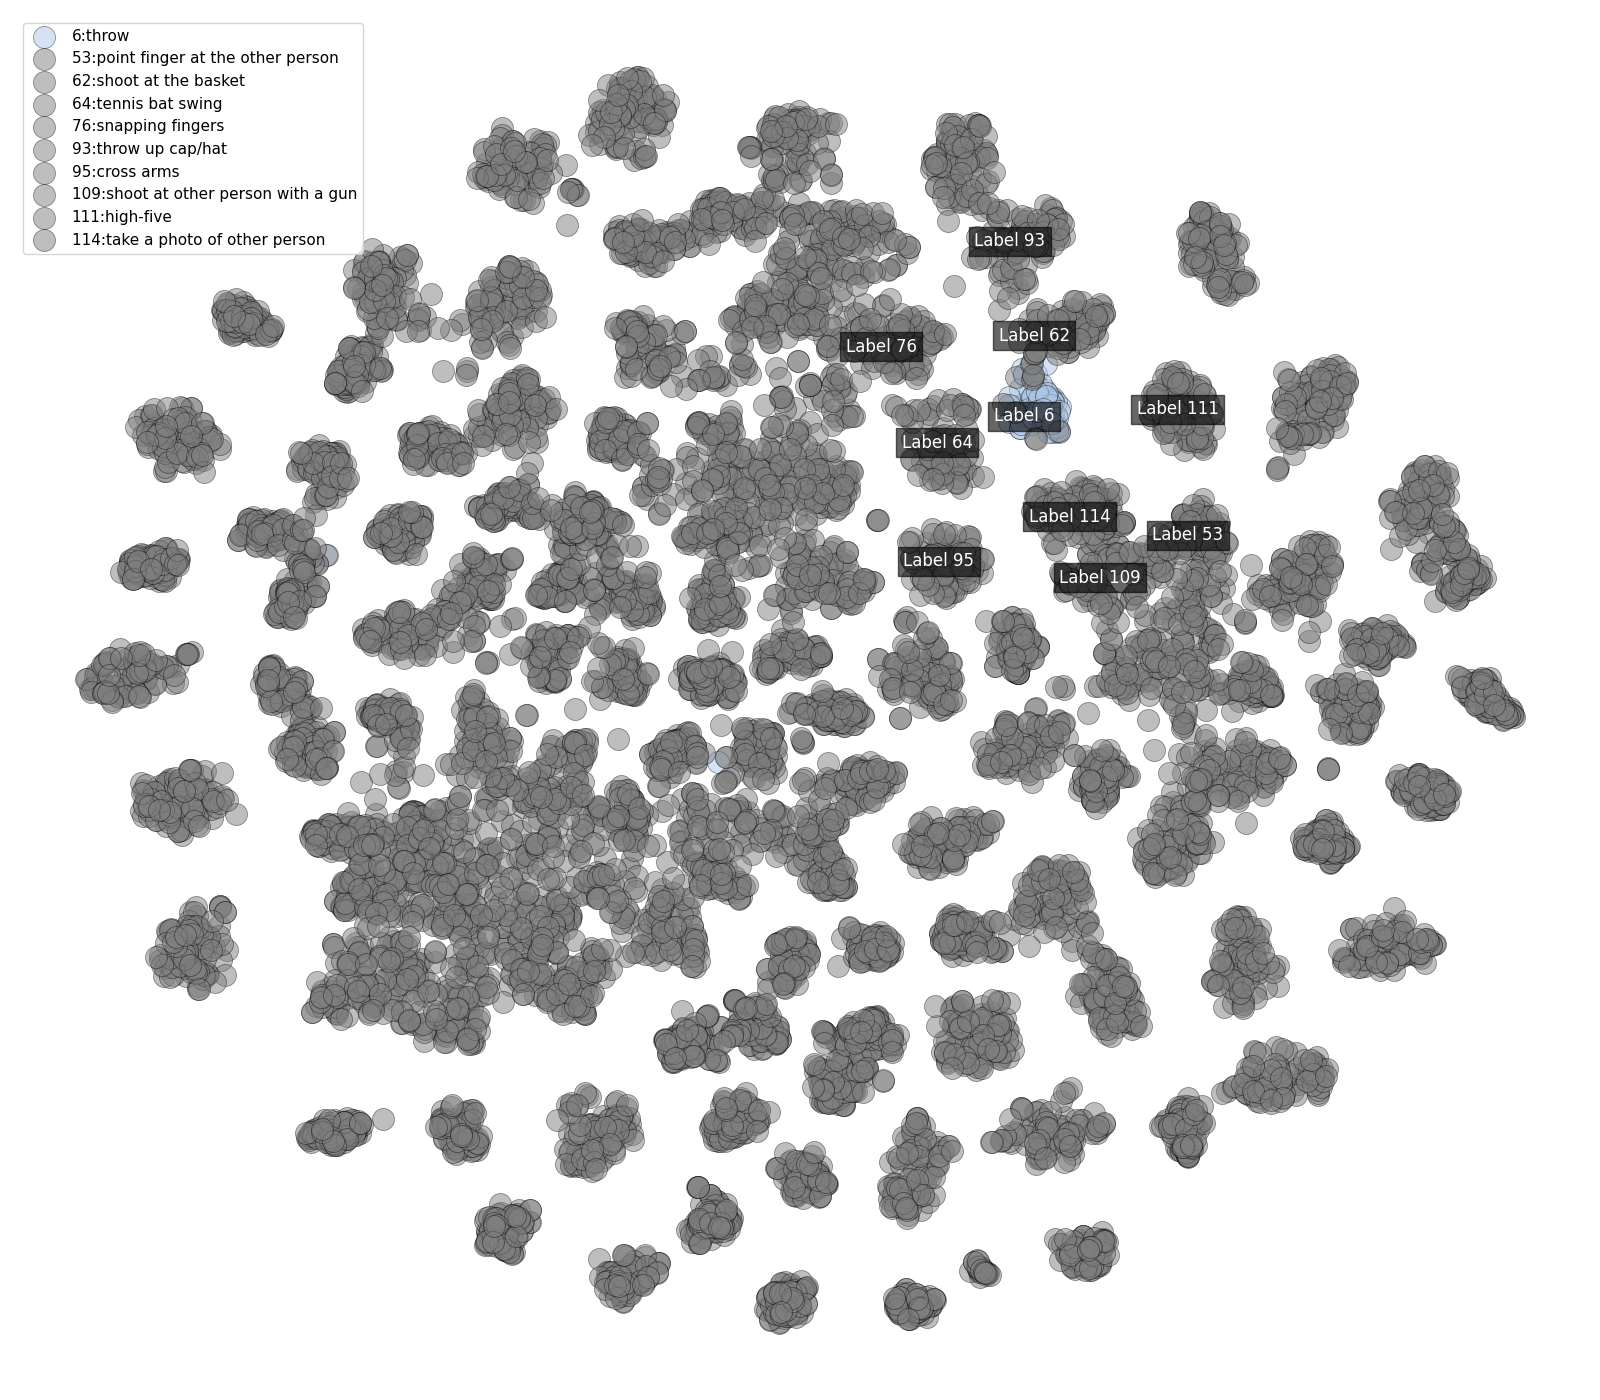 6:throw
53:point finger at the other person
62:shoot at the basket
64:tennis bat swing
76:snapping fingers
93:throw up cap/hat
95:cross arms
109:shoot at other person with a gun
111:high-five
114:take a photo of other person
Label 93
Label 62
Label 76
Label 6
Label 111
Label 64
Label 114
Label 53
Label 95
Label 109